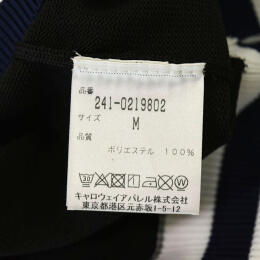 品番
241-0219802
サイズ
M
品質
ポリエステル 100%
キャロウェイアパレル株式会社
東京都港区元赤坂1-5-12